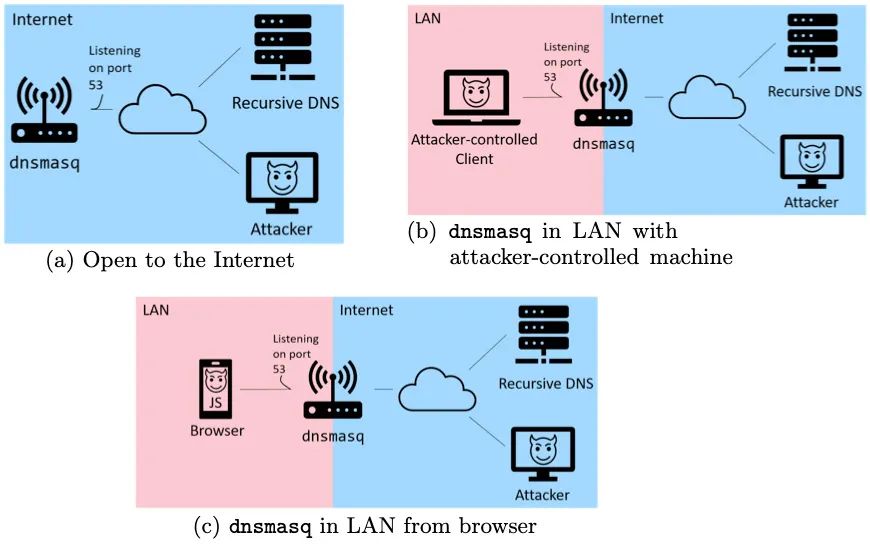 Internet
Listening
on port
53
Recursive DNS
dnsmasq
Attacker
(a) Open to the Internet
LAN
Internet
Listening
on port
53
Recursive DNS
Attacker-controlled
Client
dnsmasq
Attacker
(b) dnsmasq in LAN with
attacker-controlled machine
LAN
Internet
Listening
on port
53
JS
Browser
dnsmasq
Recursive DNS
Attacker
(c) dnsmasq in LAN from browser